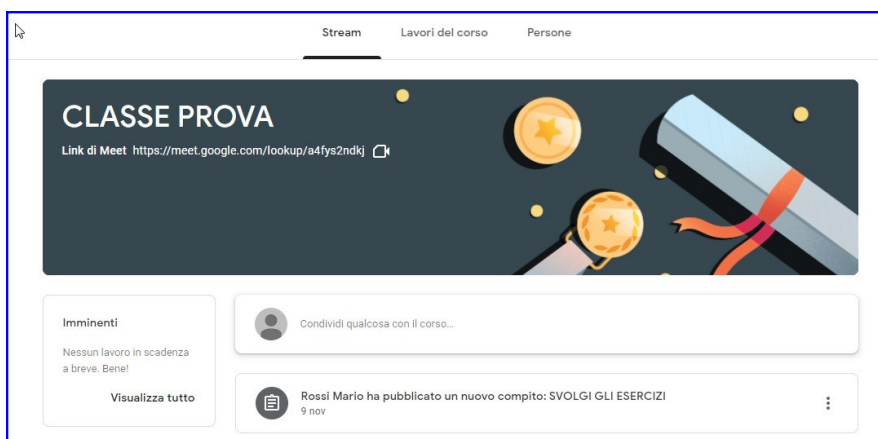 Stream Lavori del corso Persone
CLASSE PROVA
Link di Meet https://meet.google.com/lookup/a4fys2ndkj
Imminenti
Nessun lavoro in scadenza
a breve. Bene!
Visualizza tutto
Condividi qualcosa con il corso...
Rossi Mario ha pubblicato un nuovo compito: SVOLGI GLI ESERCIZI
9 nov